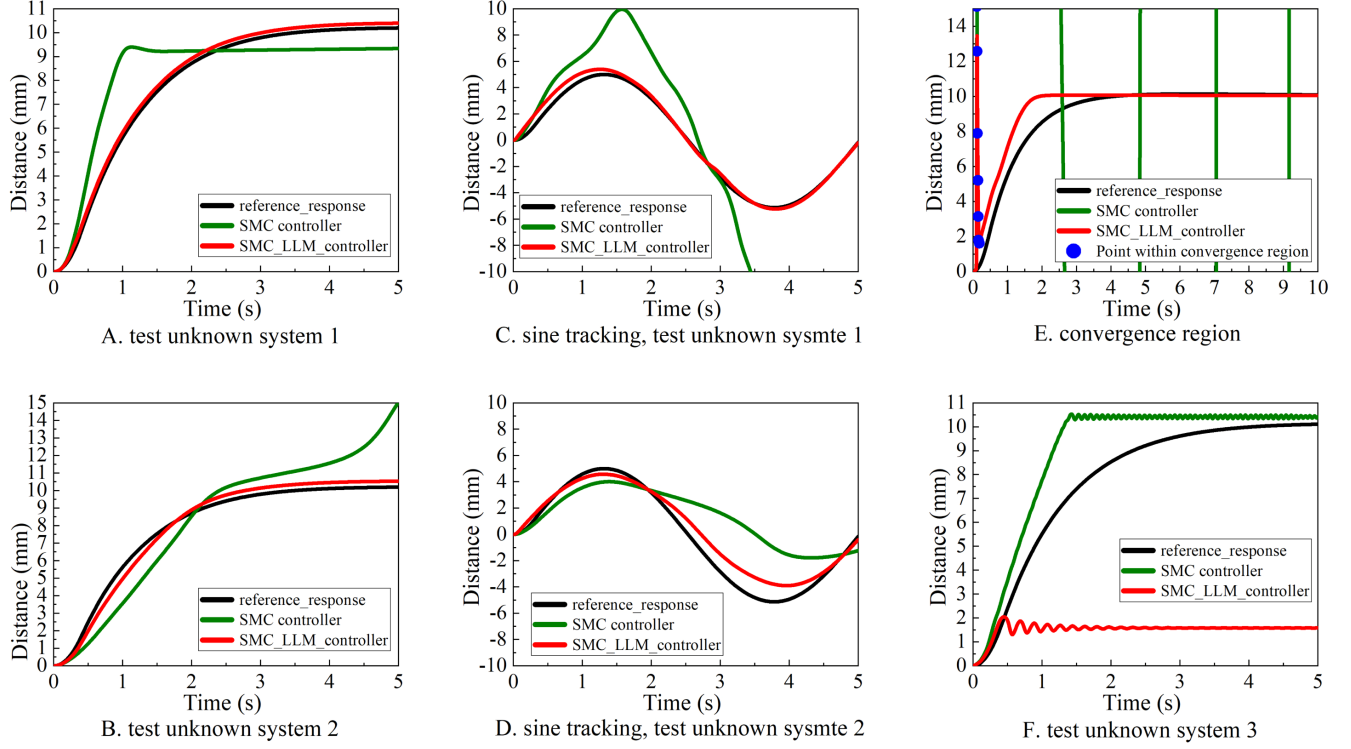 11
10
9
8
7
6
5
4
3
2
1
0
Distance (mm)
reference_response
SMC controller
SMC_LLM_controller
0 1 2 3 4 5
Time (s)
A. test unknown system 1
10
8
6
4
2
0
-2
-4
-6
-8
-10
Distance (mm)
reference_response
SMC controller
SMC_LLM_controller
0 1 2 3 4 5
Time (s)
C. sine tracking, test unknown sysmte 1
14
12
10
8
6
4
2
0
Distance (mm)
reference_response
SMC controller
SMC_LLM_controller
Point within convergence region
0 1 2 3 4 5 6 7 8 9 10
Time (s)
E. convergence region
15
14
13
12
11
10
9
8
7
6
5
4
3
2
1
0
Distance (mm)
reference_response
SMC controller
SMC_LLM_controller
0 1 2 3 4 5
Time (s)
B. test unknown system 2
10
8
6
4
2
0
-2
-4
-6
-8
-10
Distance (mm)
reference_response
SMC controller
SMC_LLM_controller
0 1 2 3 4 5
Time (s)
D. sine tracking, test unknown sysmte 2
11
10
9
8
7
6
5
4
3
2
1
0
Distance (mm)
reference_response
SMC controller
SMC_LLM_controller
0 1 2 3 4 5
Time (s)
F. test unknown system 3